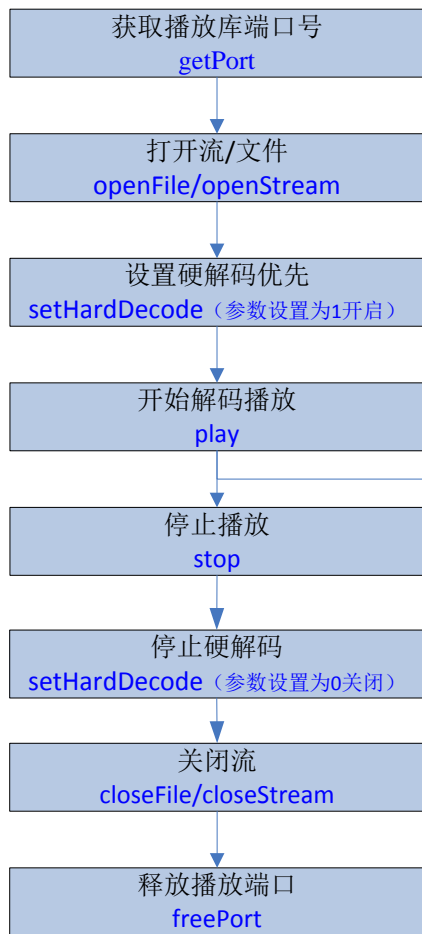 获取播放库端口号
getPort
打开流/文件
openFile/openStream
设置硬解码优先
setHardDecode（参数设置为1开启）
开始解码播放
play
停止播放
stop
停止硬解码
setHardDecode（参数设置为0关闭）
关闭流
closeFile/closeStream
释放播放端口
freePort